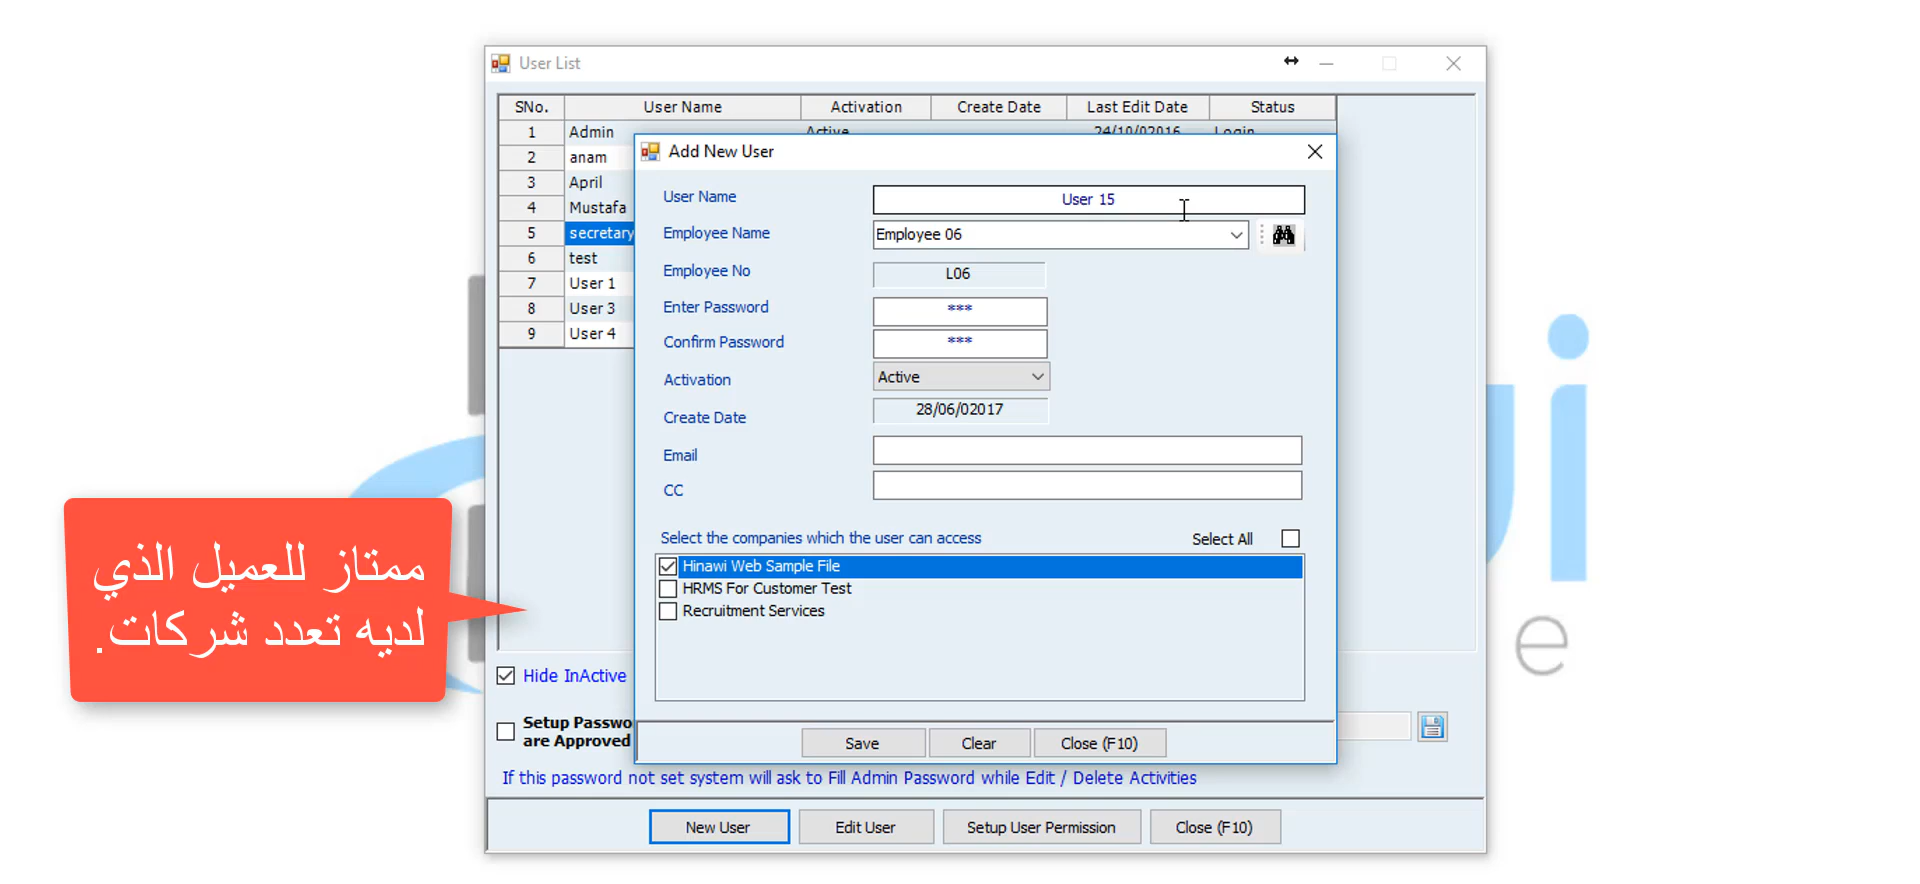 User List
SNo. User Name Activation Create Date Last Edit Date Status
1 Admin Active 24/10/02016 Login
2 anam
3 April
4 Mustafa
5 secretary
6 test
7 User 1
8 User 3
9 User 4
Add New User
User Name User 15
Employee Name Employee 06
Employee No L06
Enter Password ***
Confirm Password ***
Activation Active
Create Date 28/06/02017
Email
CC
Select the companies which the user can access Select All
Hinawi Web Sample File
HRMS For Customer Test
Recruitment Services
Save Clear Close (F10)
ممتاز للعميل الذي
لديه تعدد شركات.
Hide InActive
Setup Passwo
are Approved
If this password not set system will ask to Fill Admin Password while Edit / Delete Activities
New User Edit User Setup User Permission Close (F10)